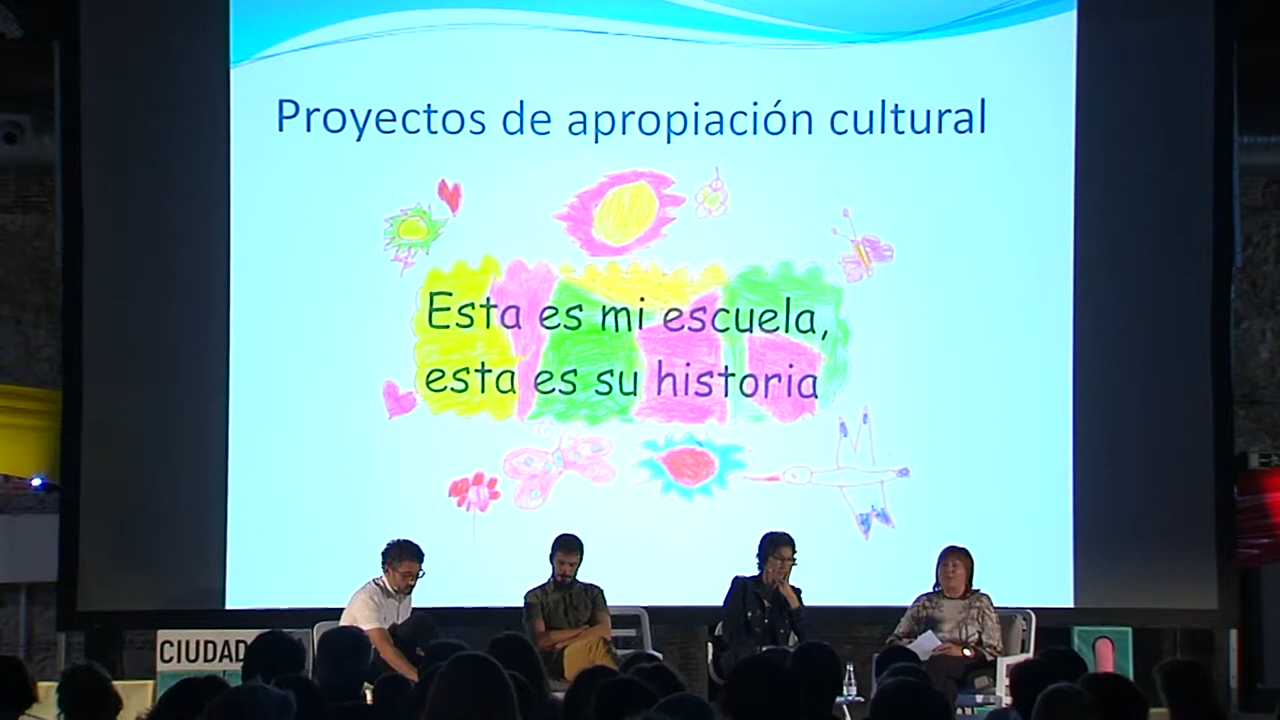 Proyectos de apropiación cultural
Esta es mi escuela,
esta es su historia
CIUDAD